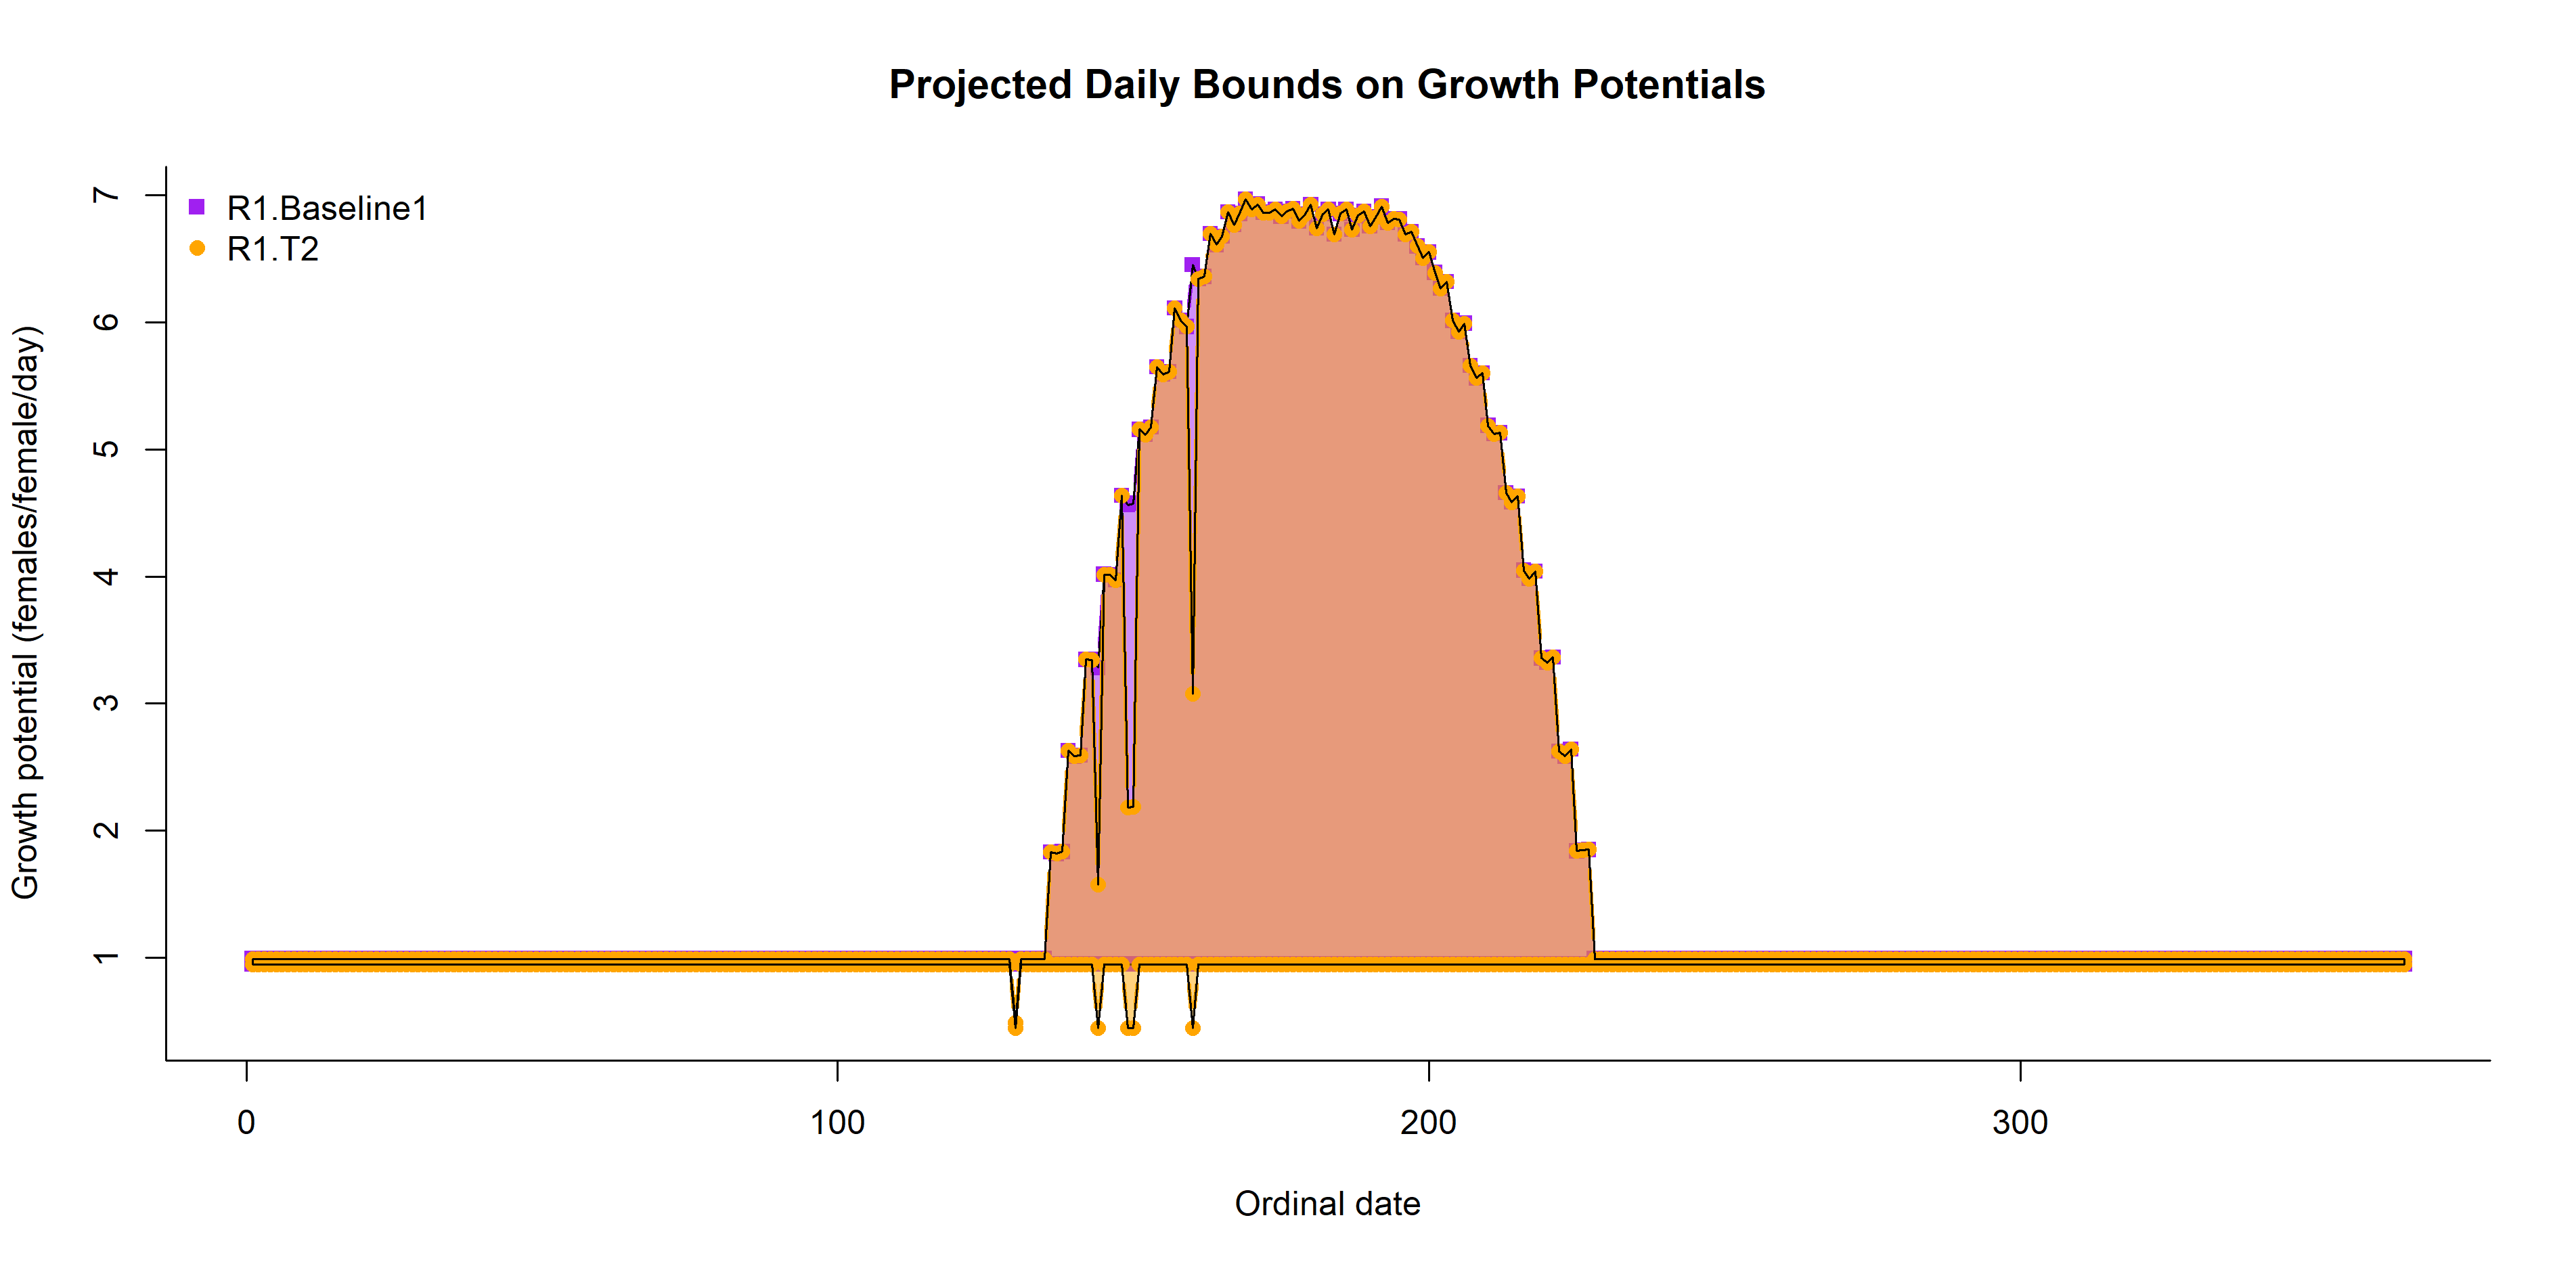 Projected Daily Bounds on Growth Potentials
R1.Baseline1
R1.T2
Growth potential (females/female/day)
7
6
5
4
3
2
1
0 100 200 300
Ordinal date